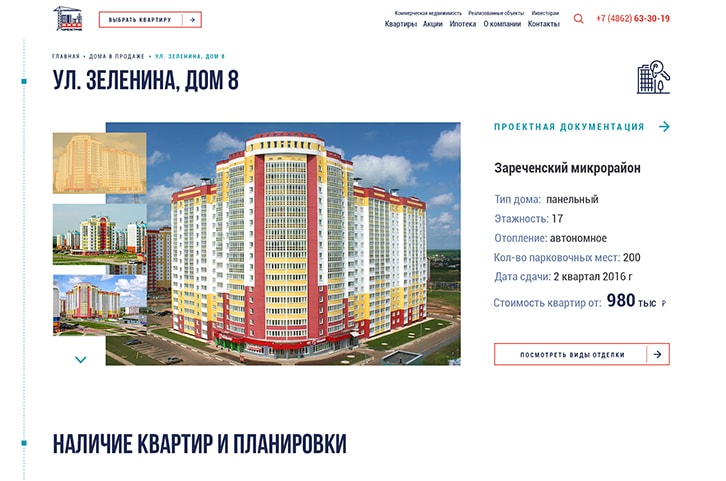 ВЫБРАТЬ КВАРТИРУ
Коммерческая недвижимость Реализованные объекты Инвесторам
Квартиры Акции Ипотека О компании Контакты
+7 (4862) 63-30-19
ГЛАВНАЯ • ДОМА В ПРОДАЖЕ • УЛ. ЗЕЛЕНИНА, ДОМ 8
УЛ. ЗЕЛЕНИНА, ДОМ 8
ПРОЕКТНАЯ ДОКУМЕНТАЦИЯ
Зареченский микрорайон
Тип дома: панельный
Этажность: 17
Отопление: автономное
Кол-во парковочных мест: 200
Дата сдачи: 2 квартал 2016 г
Стоимость квартир от: 980 тыс ₽
ПОСМОТРЕТЬ ВИДЫ ОТДЕЛКИ
НАЛИЧИЕ КВАРТИР И ПЛАНИРОВКИ